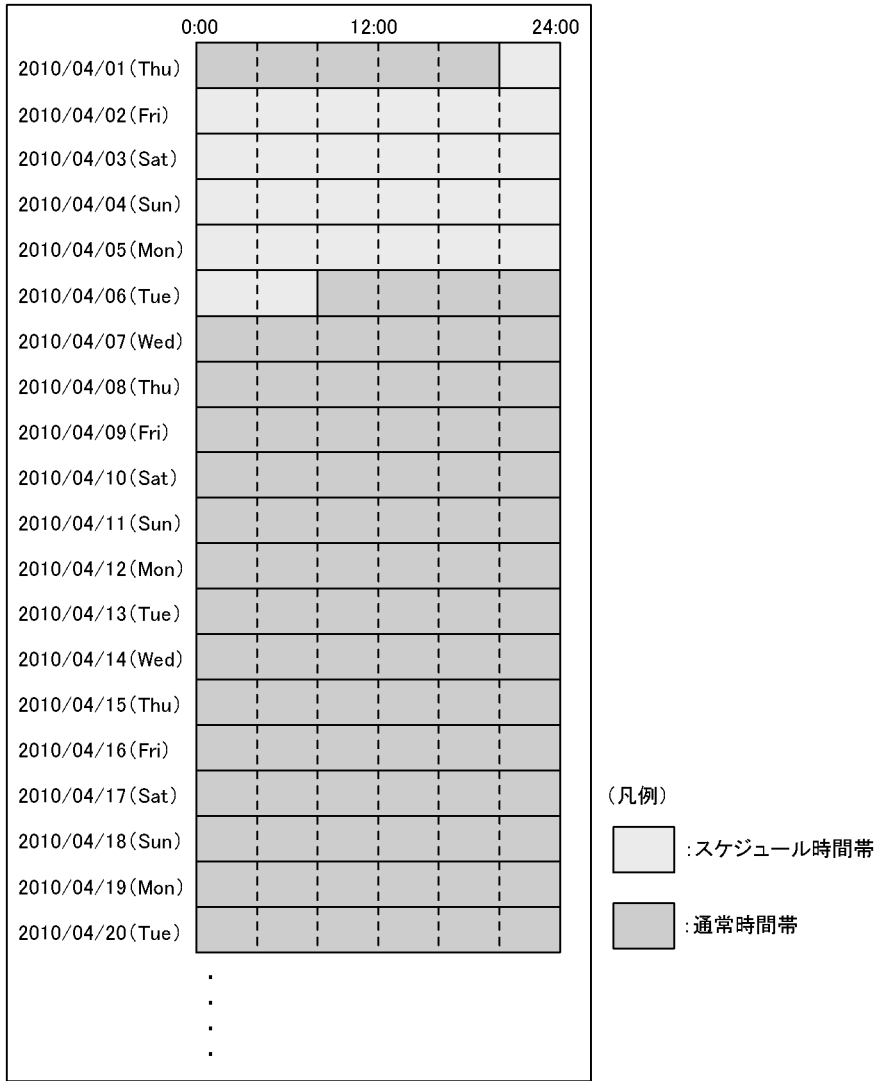 0:00 12:00 24:00
2010/04/01(Thu)
2010/04/02(Fri)
2010/04/03(Sat)
2010/04/04(Sun)
2010/04/05(Mon)
2010/04/06(Tue)
2010/04/07(Wed)
2010/04/08(Thu)
2010/04/09(Fri)
2010/04/10(Sat)
2010/04/11(Sun)
2010/04/12(Mon)
2010/04/13(Tue)
2010/04/14(Wed)
2010/04/15(Thu)
2010/04/16(Fri)
2010/04/17(Sat)
2010/04/18(Sun)
2010/04/19(Mon)
2010/04/20(Tue)
(凡例)
:スケジュール時間帯
:通常時間帯